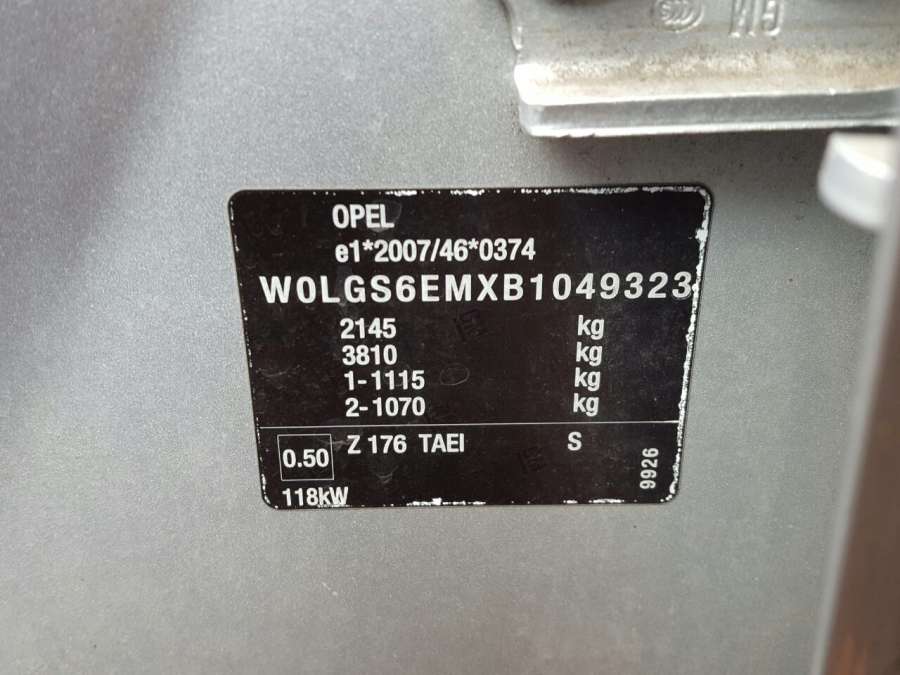 GM
OPEL
e1*2007/46*0374
W0LGS6EMXB1049323
2145 kg
3810 kg
1-1115 kg
2-1070 kg
0.50 Z 176 TAEI S
118kW
9926